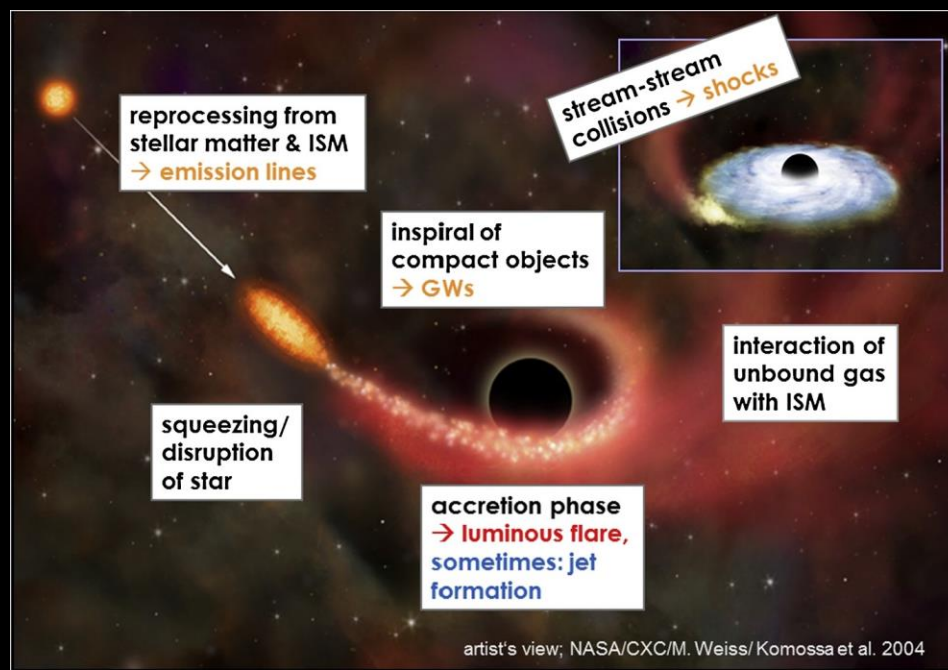 reprocessing from
stellar matter & ISM
→ emission lines
stream-stream
collisions → shocks
inspiral of
compact objects
→ GWs
interaction of
unbound gas
with ISM
squeezing/
disruption
of star
accretion phase
→ luminous flare,
sometimes: jet
formation
artist's view; NASA/CXC/M. Weiss/ Komossa et al. 2004